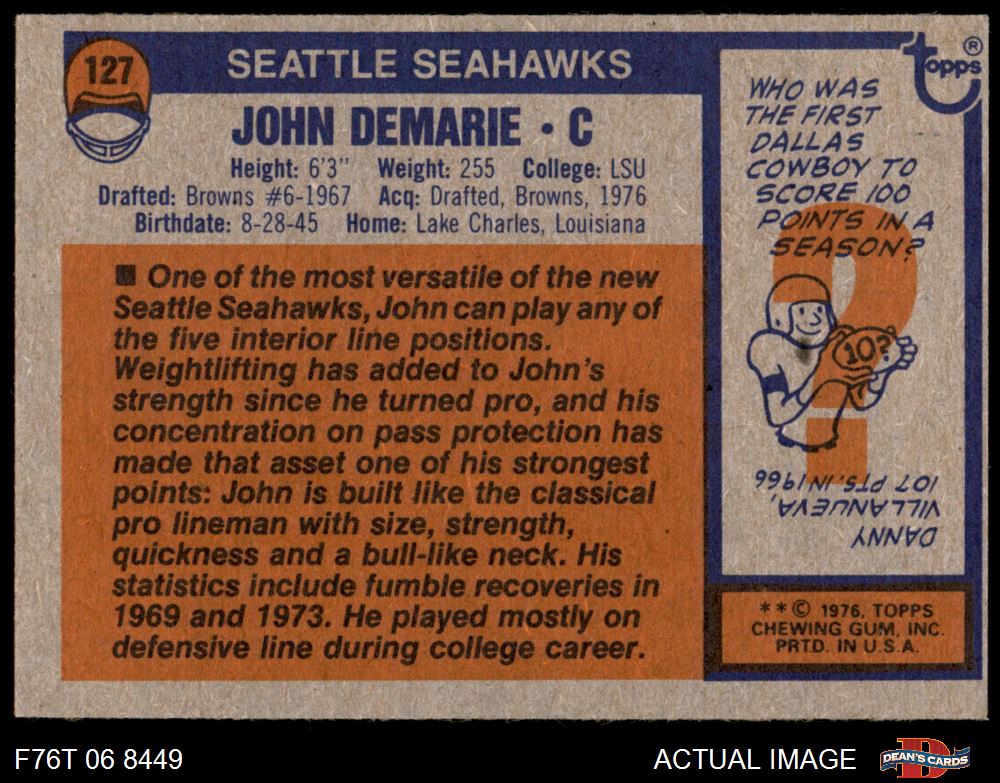 127
SEATTLE SEAHAWKS
JOHN DEMARIE • C
Height: 6'3" Weight: 255 College: LSU
Drafted: Browns #6-1967 Acq: Drafted, Browns, 1976
Birthdate: 8-28-45 Home: Lake Charles, Louisiana
■ One of the most versatile of the new
Seattle Seahawks, John can play any of
the five interior line positions.
Weightlifting has added to John's
strength since he turned pro, and his
concentration on pass protection has
made that asset one of his strongest
points: John is built like the classical
pro lineman with size, strength,
quickness and a bull-like neck. His
statistics include fumble recoveries in
1969 and 1973. He played mostly on
defensive line during college career.
Topps ®
WHO WAS
THE FIRST
DALLAS
COWBOY TO
SCORE 100
POINTS IN A
SEASON?
?
10?
DANNY
VILLANUEVA,
107 PTS. IN 1966
**© 1976, TOPPS
CHEWING GUM, INC.
PRTD. IN U.S.A.
F76T 06 8449
ACTUAL IMAGE
DEAN'S CARDS